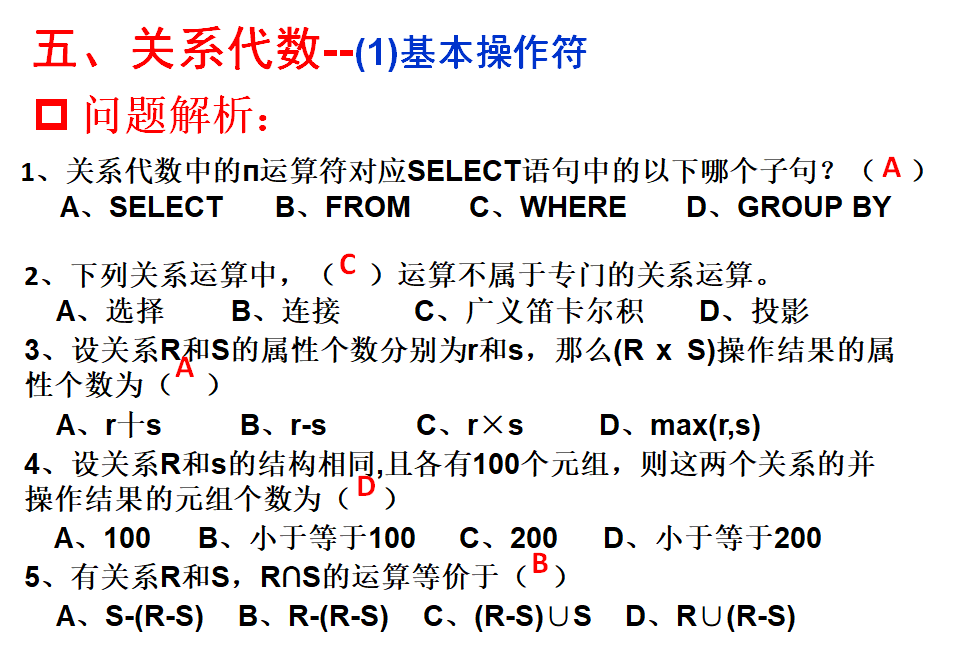 五、关系代数--(1)基本操作符
问题解析：
1、关系代数中的π运算符对应SELECT语句中的以下哪个子句？（ A ）
A、SELECT B、FROM C、WHERE D、GROUP BY
2、下列关系运算中，（ C ）运算不属于专门的关系运算。
A、选择 B、连接 C、广义笛卡尔积 D、投影
3、设关系R和S的属性个数分别为r和s，那么(R x S)操作结果的属
性个数为（ A ）
A、r十s B、r-s C、r×s D、max(r,s)
4、设关系R和s的结构相同,且各有100个元组，则这两个关系的并
操作结果的元组个数为（ D ）
A、100 B、小于等于100 C、200 D、小于等于200
5、有关系R和S，R∩S的运算等价于（ B ）
A、S-(R-S) B、R-(R-S) C、(R-S)∪S D、R∪(R-S)